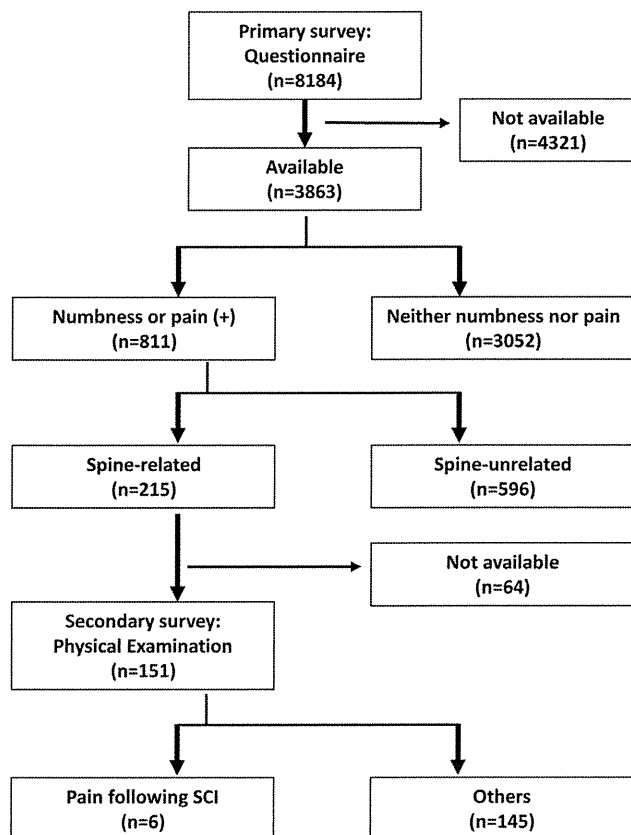 Primary survey:
Questionnaire
(n=8184)
Not available
(n=4321)
Available
(n=3863)
Numbness or pain (+)
(n=811)
Neither numbness nor pain
(n=3052)
Spine-related
(n=215)
Spine-unrelated
(n=596)
Not available
(n=64)
Secondary survey:
Physical Examination
(n=151)
Pain following SCI
(n=6)
Others
(n=145)